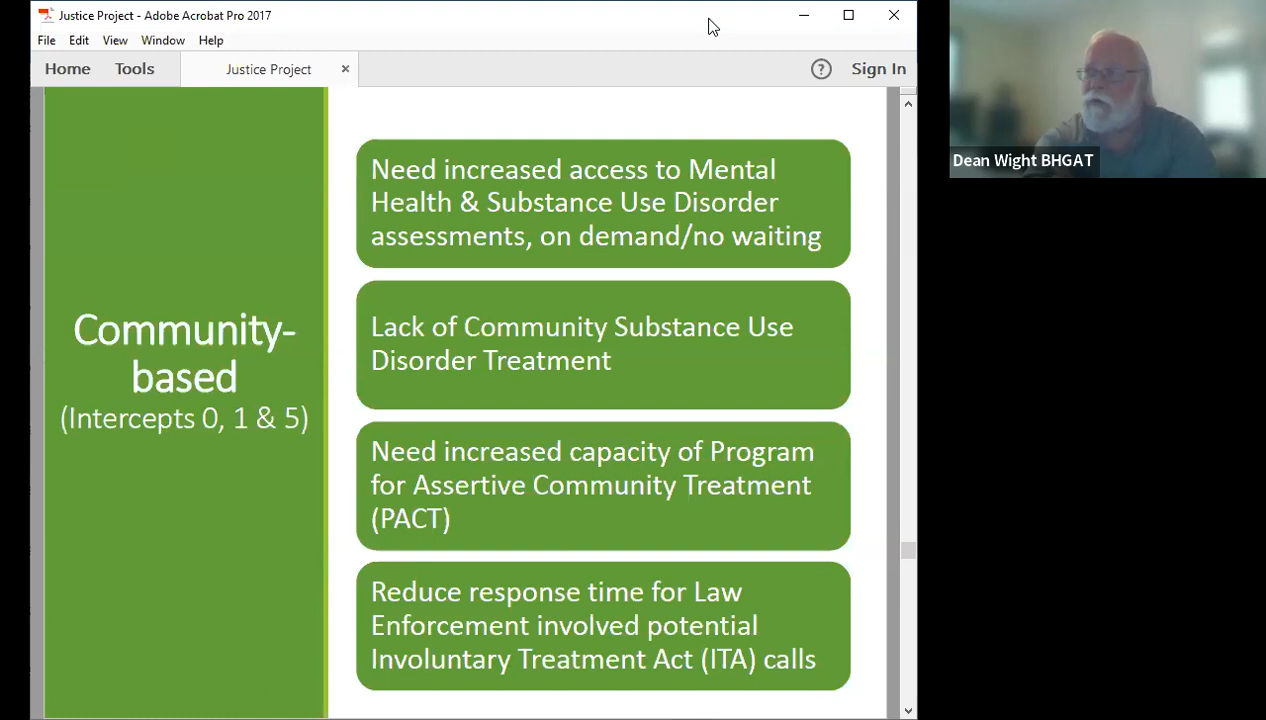 Justice Project - Adobe Acrobat Pro 2017
File Edit View Window Help
Home Tools Justice Project × ? Sign In
Community-
based
(Intercepts 0, 1 & 5)
Need increased access to Mental
Health & Substance Use Disorder
assessments, on demand/no waiting
Lack of Community Substance Use
Disorder Treatment
Need increased capacity of Program
for Assertive Community Treatment
(PACT)
Reduce response time for Law
Enforcement involved potential
Involuntary Treatment Act (ITA) calls
Dean Wight BHGAT